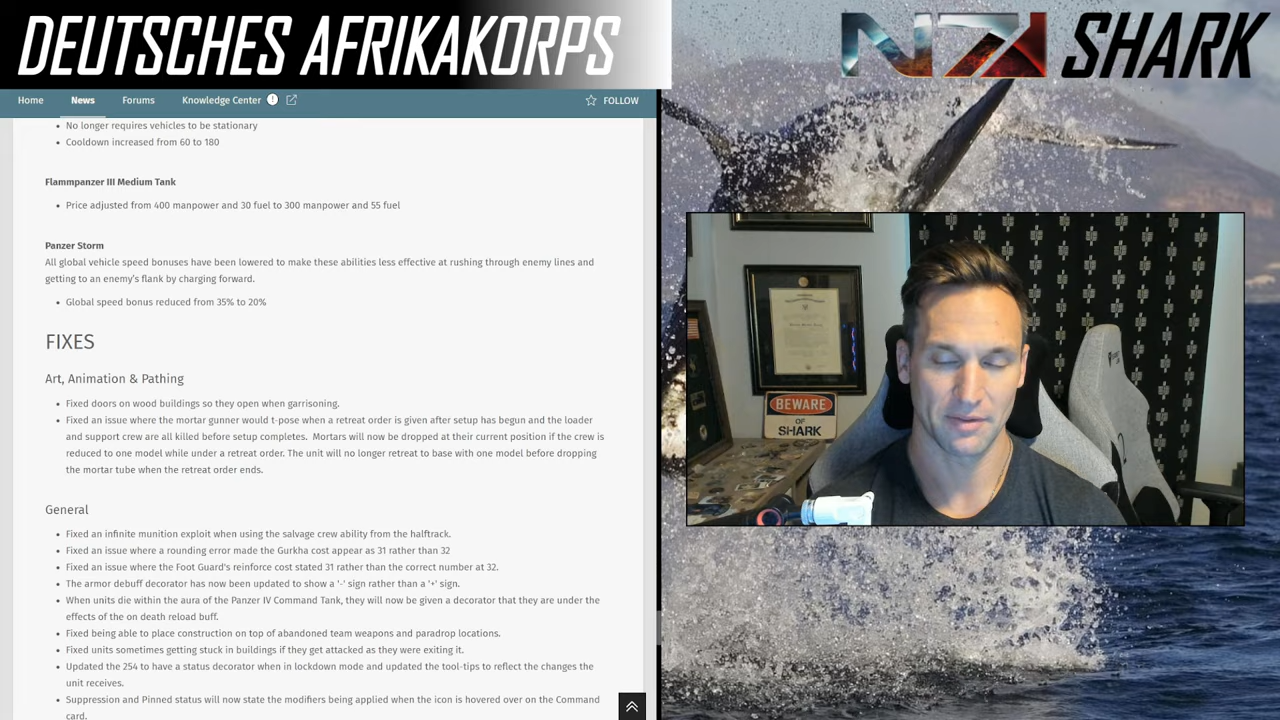 DEUTSCHES AFRIKAKORPS
N7 SHARK
Home
News
Forums
Knowledge Center
FOLLOW
• No longer requires vehicles to be stationary
• Cooldown increased from 60 to 180
Flammpanzer III Medium Tank
• Price adjusted from 400 manpower and 30 fuel to 300 manpower and 55 fuel
Panzer Storm
All global vehicle speed bonuses have been lowered to make these abilities less effective at rushing through enemy lines and
getting to an enemy's flank by charging forward.
• Global speed bonus reduced from 35% to 20%
FIXES
Art, Animation & Pathing
• Fixed doors on wood buildings so they open when garrisoning.
• Fixed an issue where the mortar gunner would t-pose when a retreat order is given after setup has begun and the loader
and support crew are all killed before setup completes.  Mortars will now be dropped at their current position if the crew is
reduced to one model while under a retreat order. The unit will no longer retreat to base with one model before dropping
the mortar tube when the retreat order ends.
General
• Fixed an infinite munition exploit when using the salvage crew ability from the halftrack.
• Fixed an issue where a rounding error made the Gurkha cost appear as 31 rather than 32
• Fixed an issue where the Foot Guard's reinforce cost stated 31 rather than the correct number at 32.
• The armor debuff decorator has now been updated to show a '-' sign rather than a '+' sign.
• When units die within the aura of the Panzer IV Command Tank, they will now be given a decorator that they are under the
effects of the on death reload buff.
• Fixed being able to place construction on top of abandoned team weapons and paradrop locations.
• Fixed units sometimes getting stuck in buildings if they get attacked as they were exiting it.
• Updated the 254 to have a status decorator when in lockdown mode and updated the tool-tips to reflect the changes the
unit receives.
• Suppression and Pinned status will now state the modifiers being applied when the icon is hovered over on the Command
card.
BEWARE
OF
SHARK